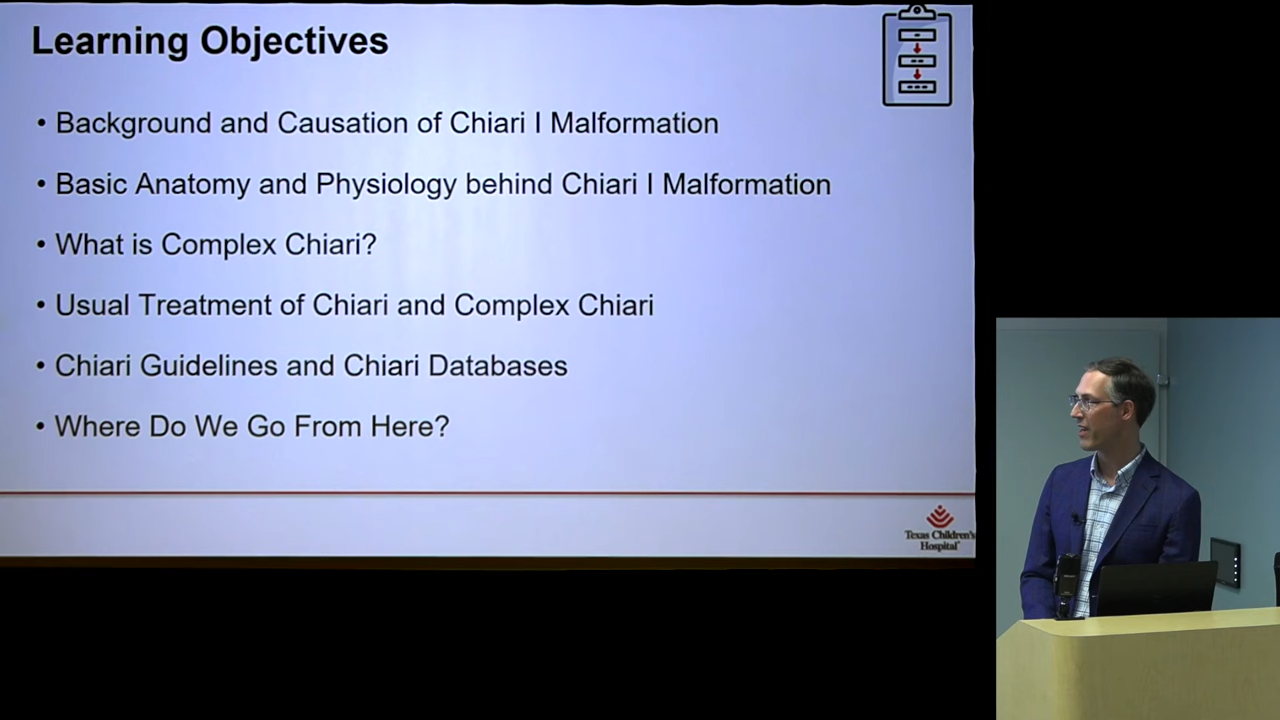 Learning Objectives
• Background and Causation of Chiari I Malformation
• Basic Anatomy and Physiology behind Chiari I Malformation
• What is Complex Chiari?
• Usual Treatment of Chiari and Complex Chiari
• Chiari Guidelines and Chiari Databases
• Where Do We Go From Here?
Texas Children's
Hospital